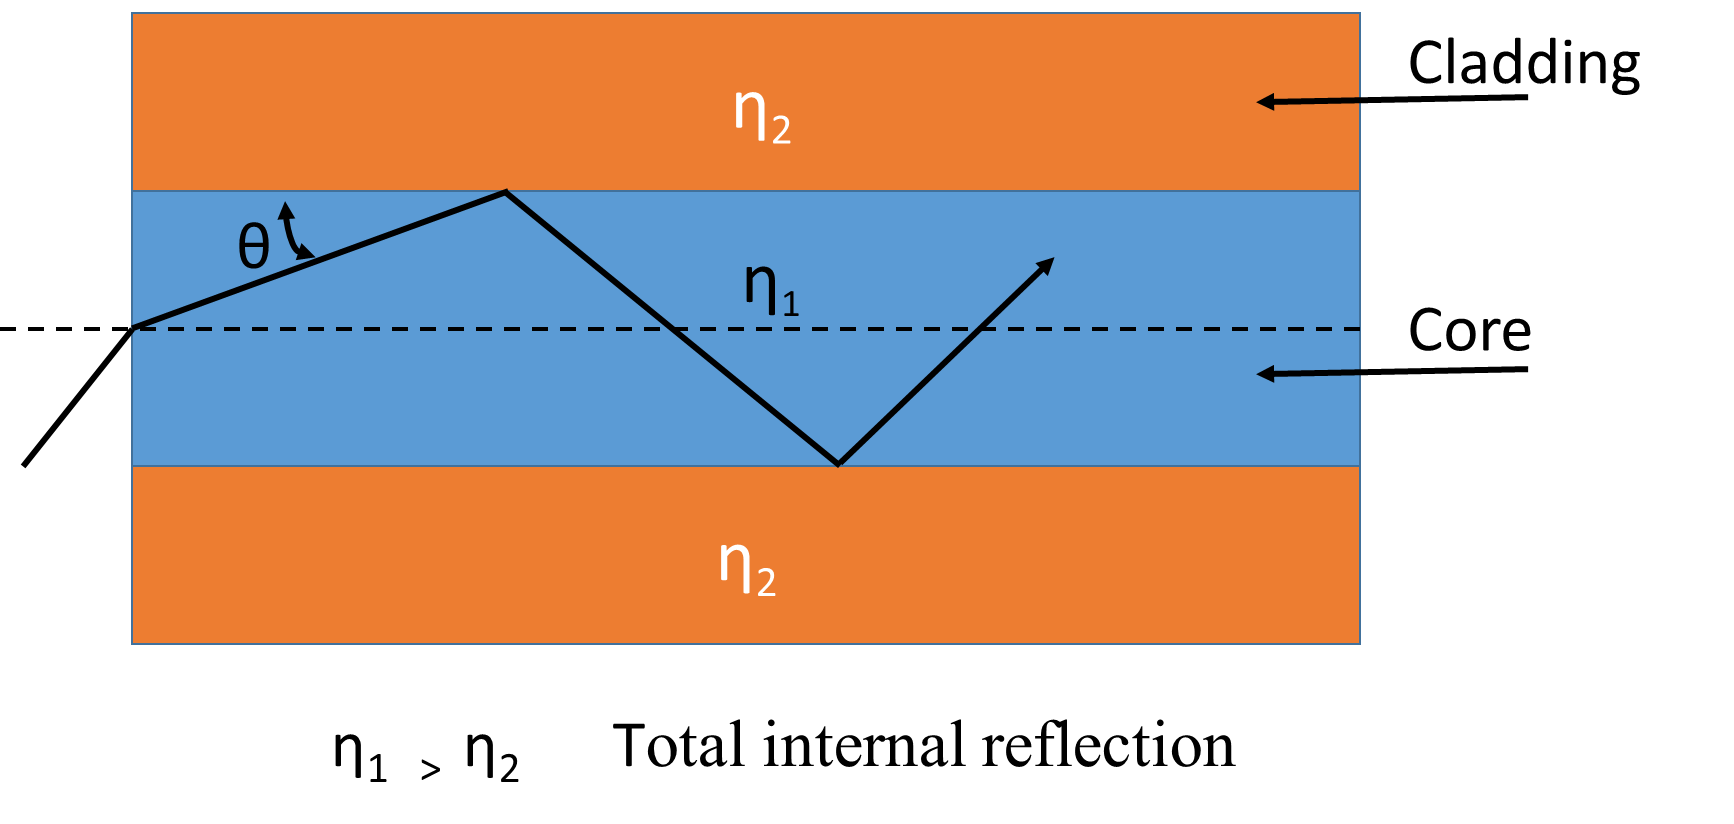 Cladding
η₂
θ
η₁
Core
η₂
η₁ > η₂ Total internal reflection